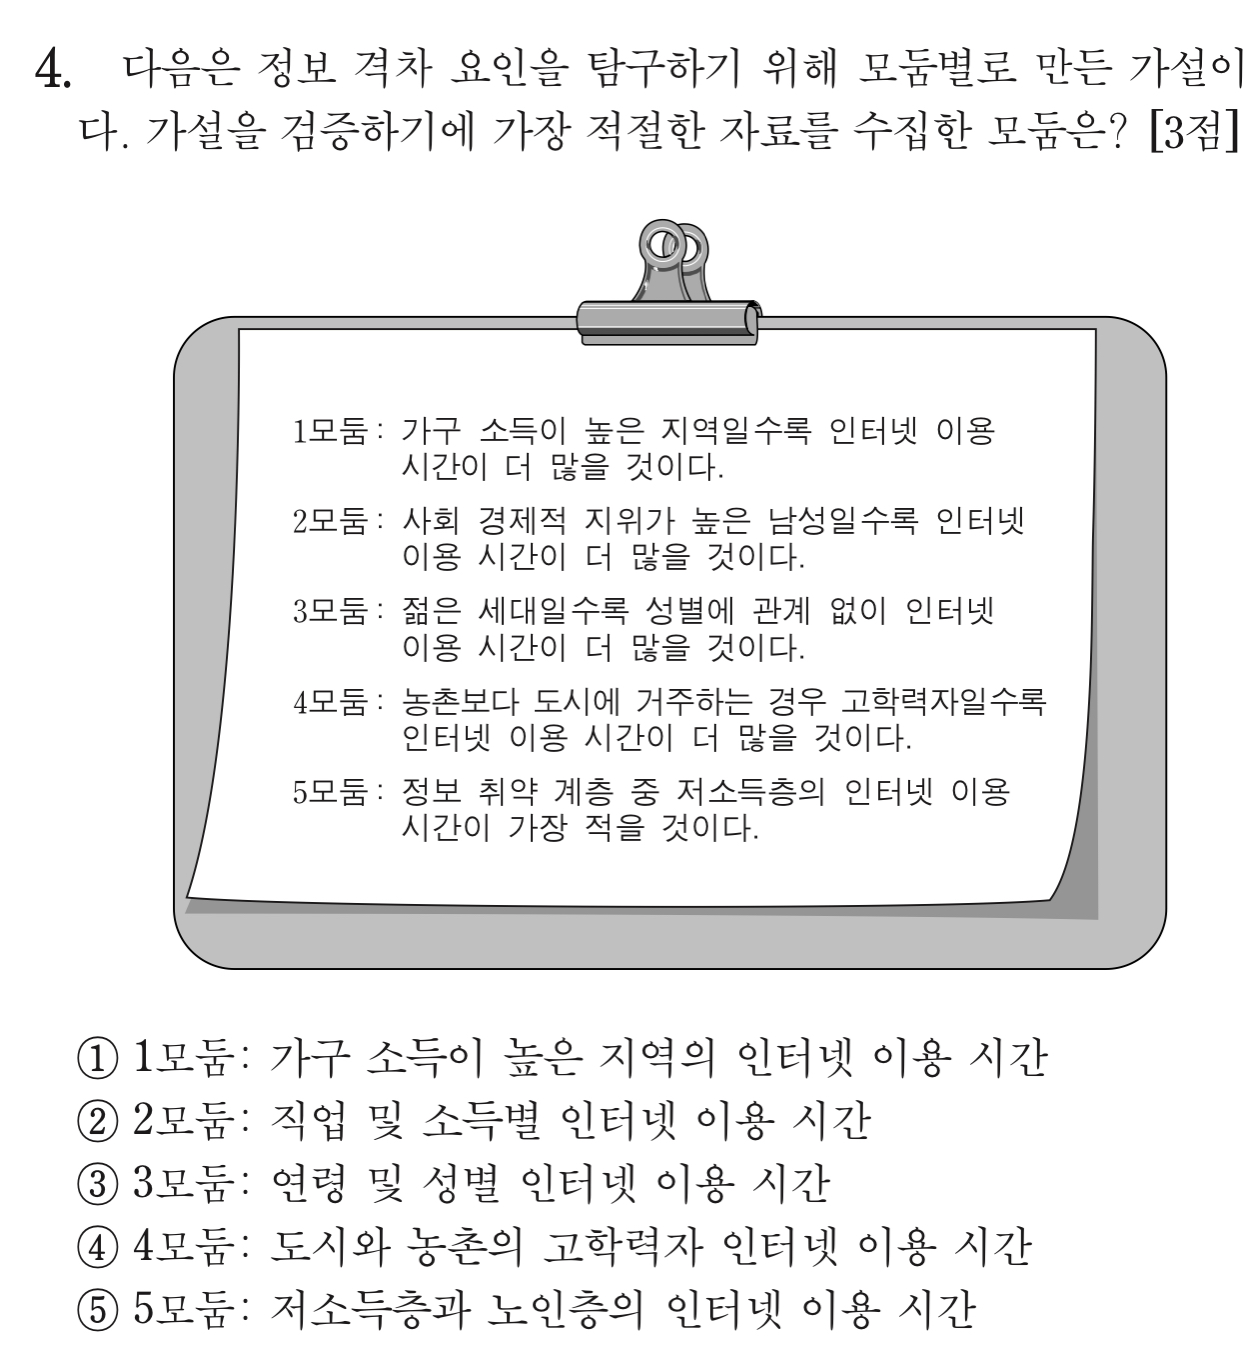 4. 다음은 정보 격차 요인을 탐구하기 위해 모둠별로 만든 가설이
다. 가설을 검증하기에 가장 적절한 자료를 수집한 모둠은? [3점]
1모둠 : 가구 소득이 높은 지역일수록 인터넷 이용
시간이 더 많을 것이다.
2모둠 : 사회 경제적 지위가 높은 남성일수록 인터넷
이용 시간이 더 많을 것이다.
3모둠 : 젊은 세대일수록 성별에 관계 없이 인터넷
이용 시간이 더 많을 것이다.
4모둠 : 농촌보다 도시에 거주하는 경우 고학력자일수록
인터넷 이용 시간이 더 많을 것이다.
5모둠 : 정보 취약 계층 중 저소득층의 인터넷 이용
시간이 가장 적을 것이다.
① 1모둠: 가구 소득이 높은 지역의 인터넷 이용 시간
② 2모둠: 직업 및 소득별 인터넷 이용 시간
③ 3모둠: 연령 및 성별 인터넷 이용 시간
④ 4모둠: 도시와 농촌의 고학력자 인터넷 이용 시간
⑤ 5모둠: 저소득층과 노인층의 인터넷 이용 시간